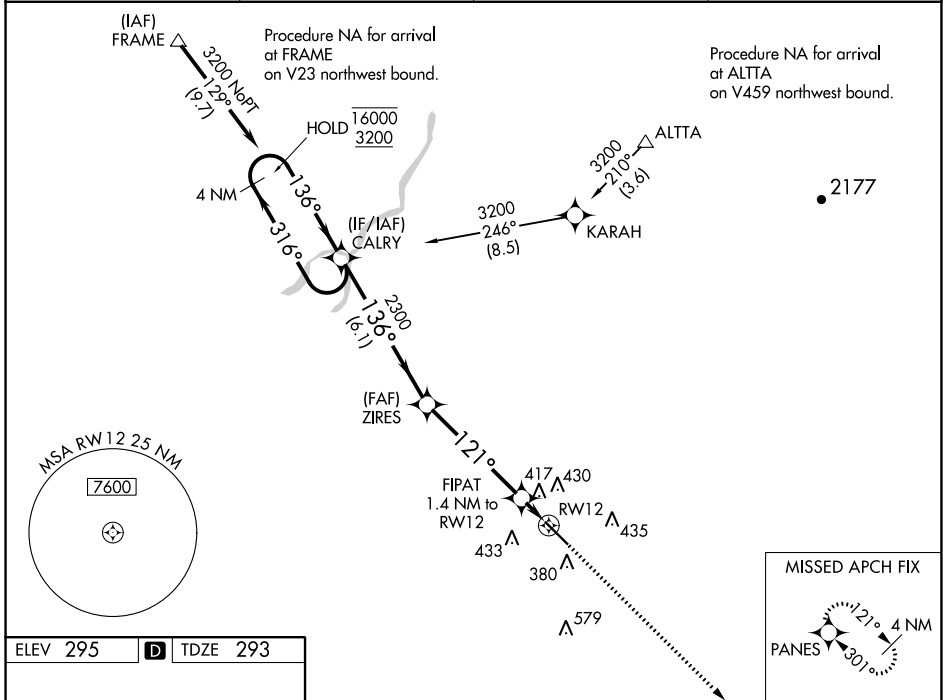 (IAF)
FRAME
3200 NoPT
129°
(9.7)
Procedure NA for arrival
at FRAME
on V23 northwest bound.
Procedure NA for arrival
at ALTTA
on V459 northwest bound.
HOLD 16000
3200
4 NM
136°
316°
(IF/IAF)
CALRY
ALTTA
3200
210°
(3.6)
KARAH
3200
246°
(8.5)
2177
2300
136°
(6.1)
(FAF)
ZIRES
121°
FIPAT
1.4 NM to
RW12
417
430
RW12
435
433
380
579
MSA RW12 25 NM
7600
MISSED APCH FIX
121°
4 NM
PANES
301°
ELEV 295
D
TDZE 293